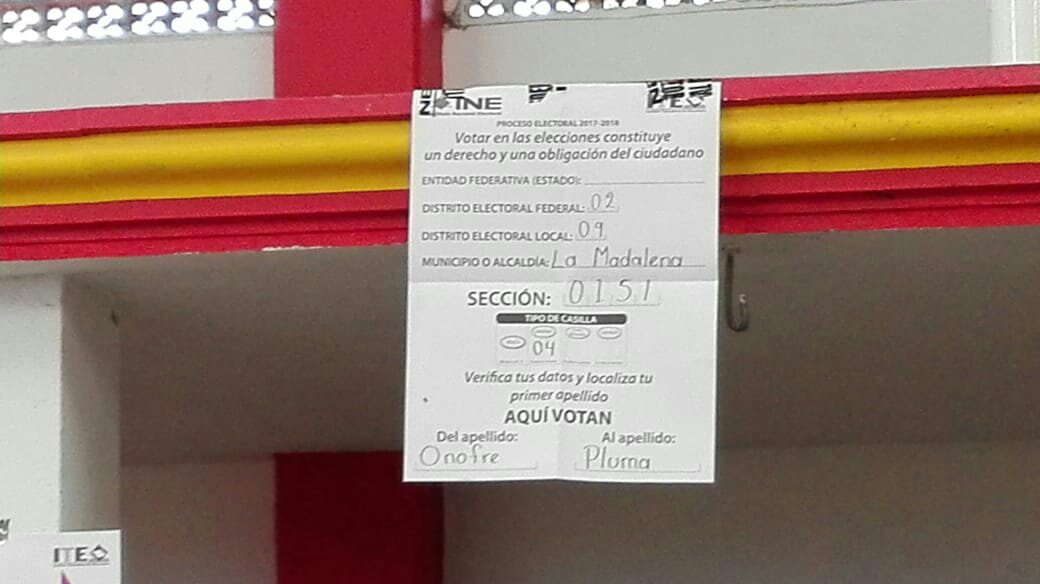 INE
ITE
PROCESO ELECTORAL 2017-2018
Votar en las elecciones constituye
un derecho y una obligación del ciudadano
ENTIDAD FEDERATIVA (ESTADO):
DISTRITO ELECTORAL FEDERAL: 02
DISTRITO ELECTORAL LOCAL: 09
MUNICIPIO O ALCALDÍA: La Madalena
SECCIÓN: 0151
TIPO DE CASILLA
04
Verifica tus datos y localiza tu
primer apellido
AQUÍ VOTAN
Del apellido: Al apellido:
Onofre Pluma
ITE